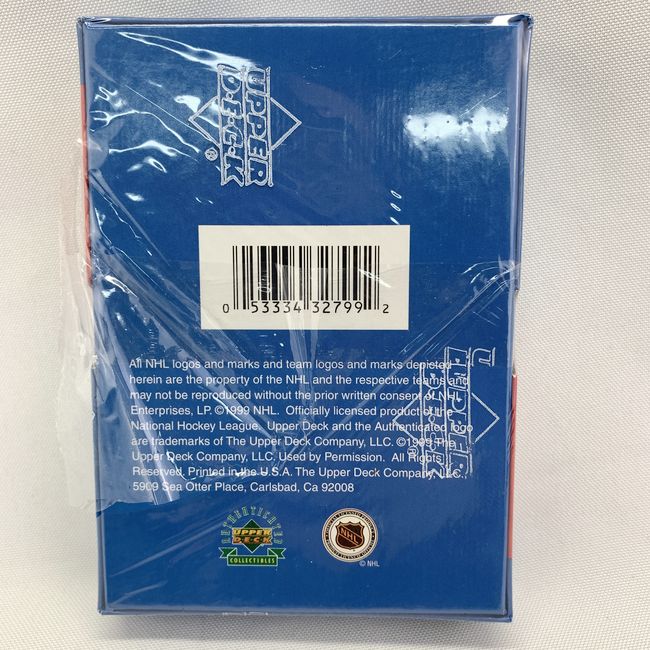 UPPER
D.E.C.K
®
0 53334 32799 2
All NHL logos and marks and team logos and marks depicted
herein are the property of the NHL and the respective teams and
may not be reproduced without the prior written consent of NHL
Enterprises, LP. ©1999 NHL. Officially licensed product of the
National Hockey League. Upper Deck and the Authenticated logo
are trademarks of The Upper Deck Company, LLC. ©1999 The
Upper Deck Company, LLC. Used by Permission. All Rights
Reserved. Printed in the U.S.A. The Upper Deck Company, LLC.
5909 Sea Otter Place, Carlsbad, Ca 92008
AUTHENTICATED
UPPER
DECK
COLLECTIBLES
NHL
© NHL